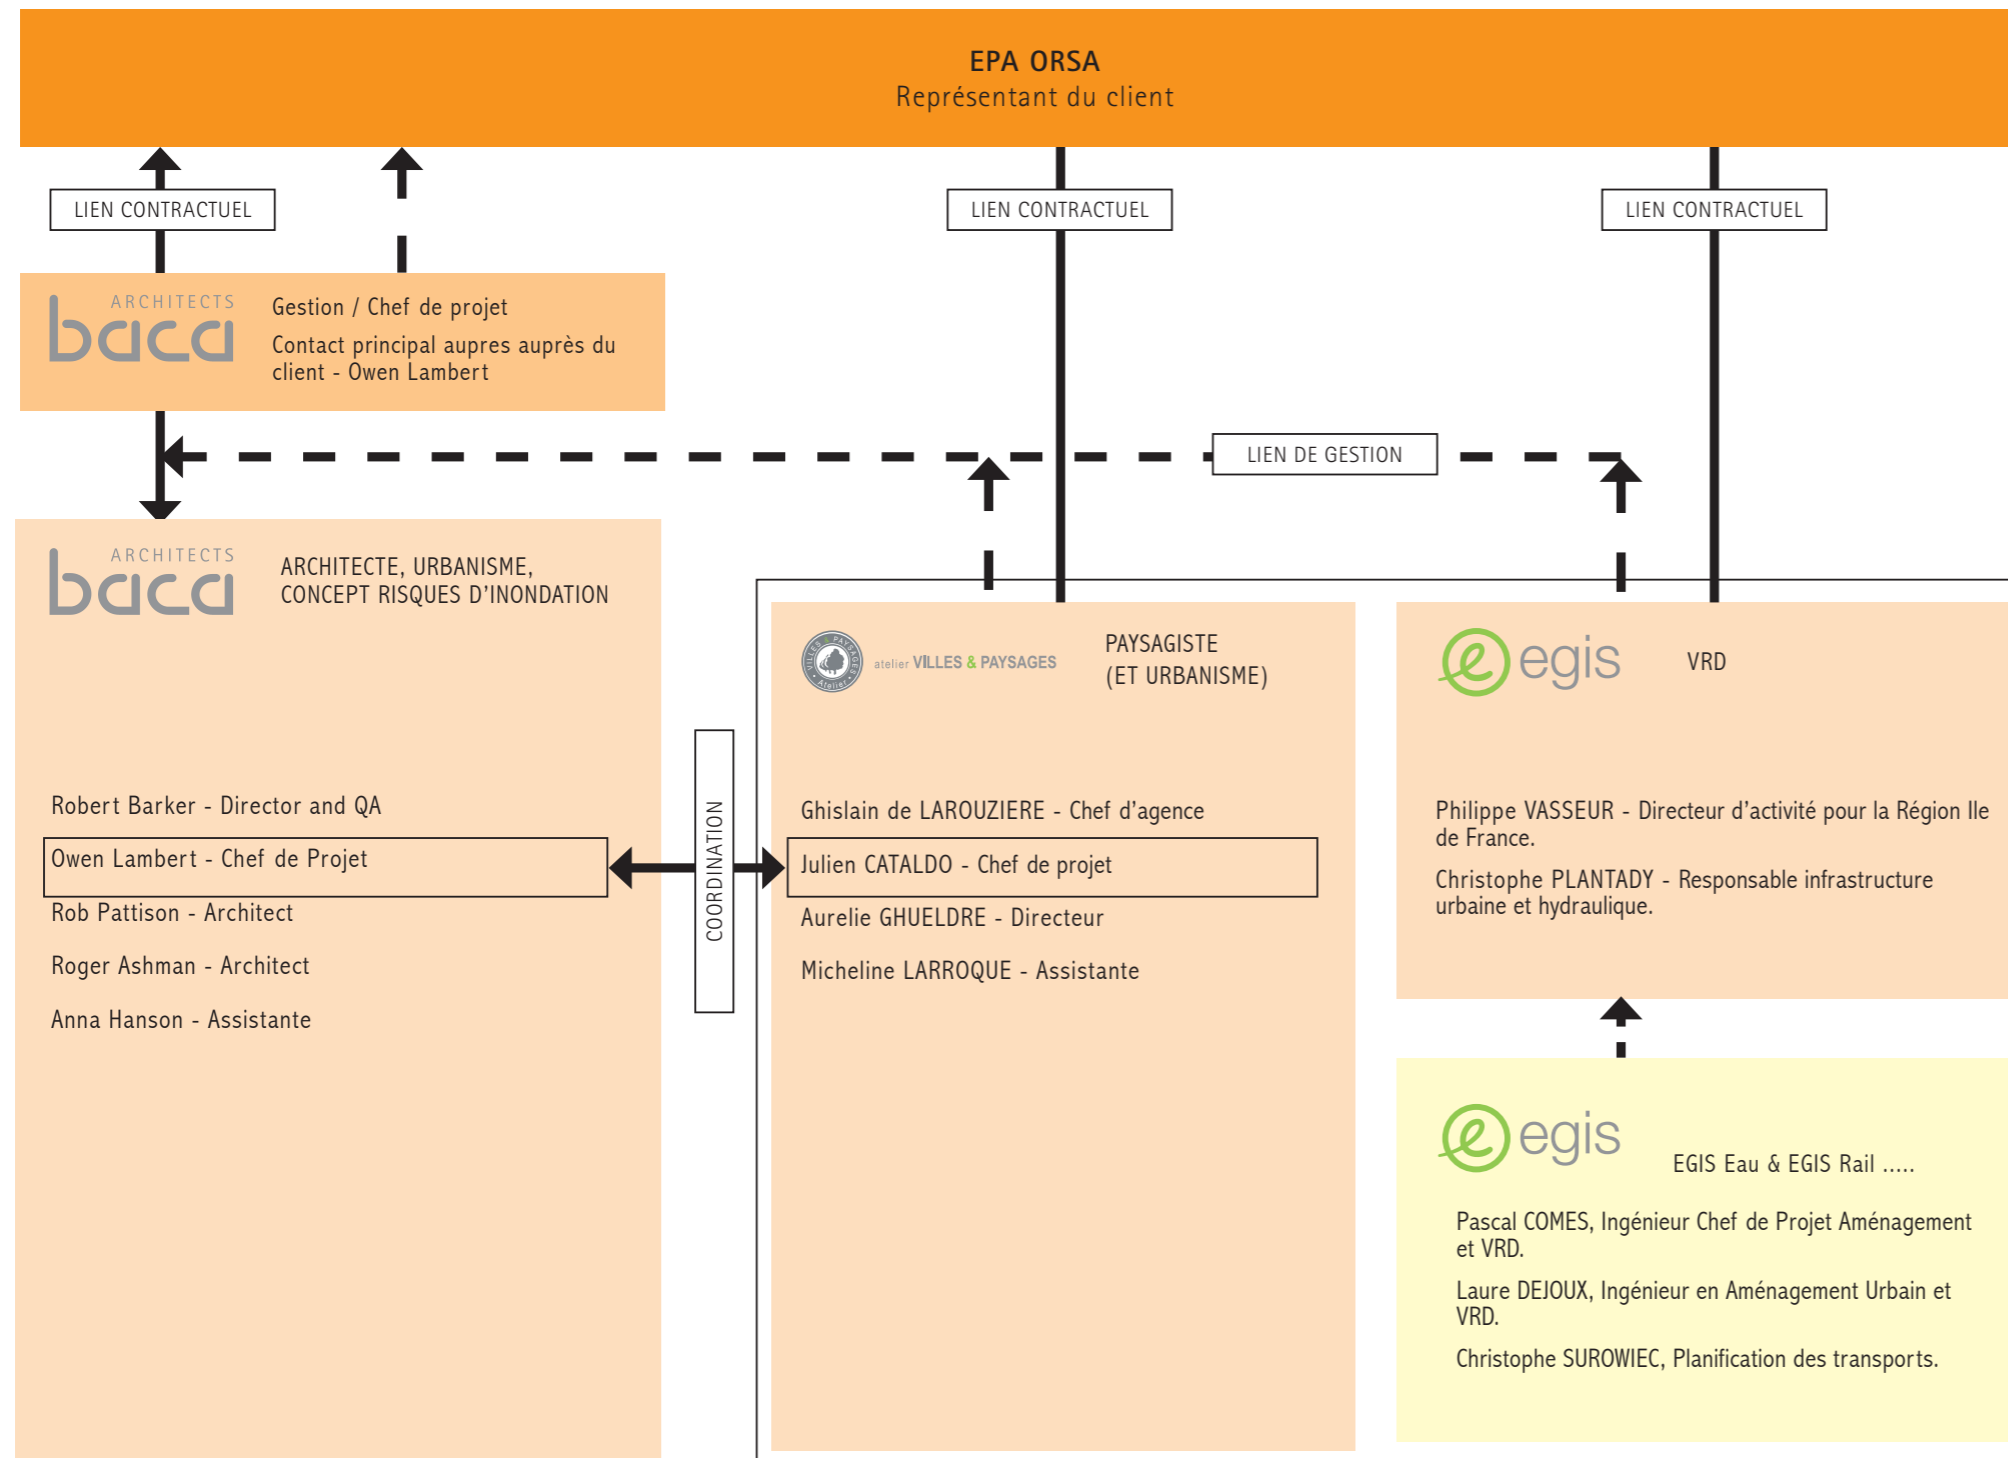 EPA ORSA
Représentant du client
LIEN CONTRACTUEL
LIEN CONTRACTUEL
LIEN CONTRACTUEL
ARCHITECTS
baca
Gestion / Chef de projet
Contact principal aupres auprès du
client - Owen Lambert
LIEN DE GESTION
ARCHITECTS
baca
ARCHITECTE, URBANISME,
CONCEPT RISQUES D'INONDATION
Robert Barker - Director and QA
Owen Lambert - Chef de Projet
Rob Pattison - Architect
Roger Ashman - Architect
Anna Hanson - Assistante
COORDINATION
VILLES & PAYSAGES
• Atelier •
atelier VILLES & PAYSAGES
PAYSAGISTE
(ET URBANISME)
Ghislain de LAROUZIERE - Chef d'agence
Julien CATALDO - Chef de projet
Aurelie GHUELDRE - Directeur
Micheline LARROQUE - Assistante
e egis
VRD
Philippe VASSEUR - Directeur d'activité pour la Région Ile
de France.
Christophe PLANTADY - Responsable infrastructure
urbaine et hydraulique.
e egis
EGIS Eau & EGIS Rail .....
Pascal COMES, Ingénieur Chef de Projet Aménagement
et VRD.
Laure DEJOUX, Ingénieur en Aménagement Urbain et
VRD.
Christophe SUROWIEC, Planification des transports.